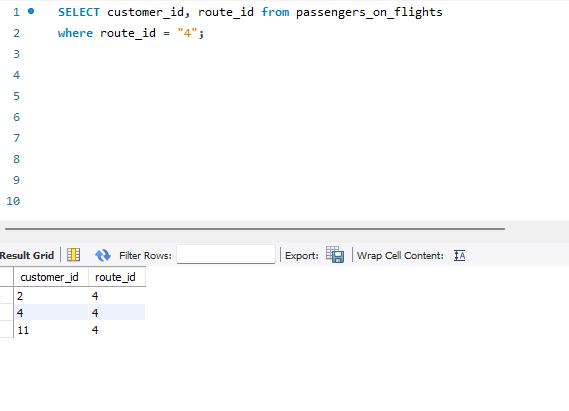 1 SELECT customer_id, route_id from passengers_on_flights
2 where route_id = "4";
3
4
5
6
7
8
9
10
Result Grid Filter Rows: Export: Wrap Cell Content: IA
customer_id route_id
2 4
4 4
11 4